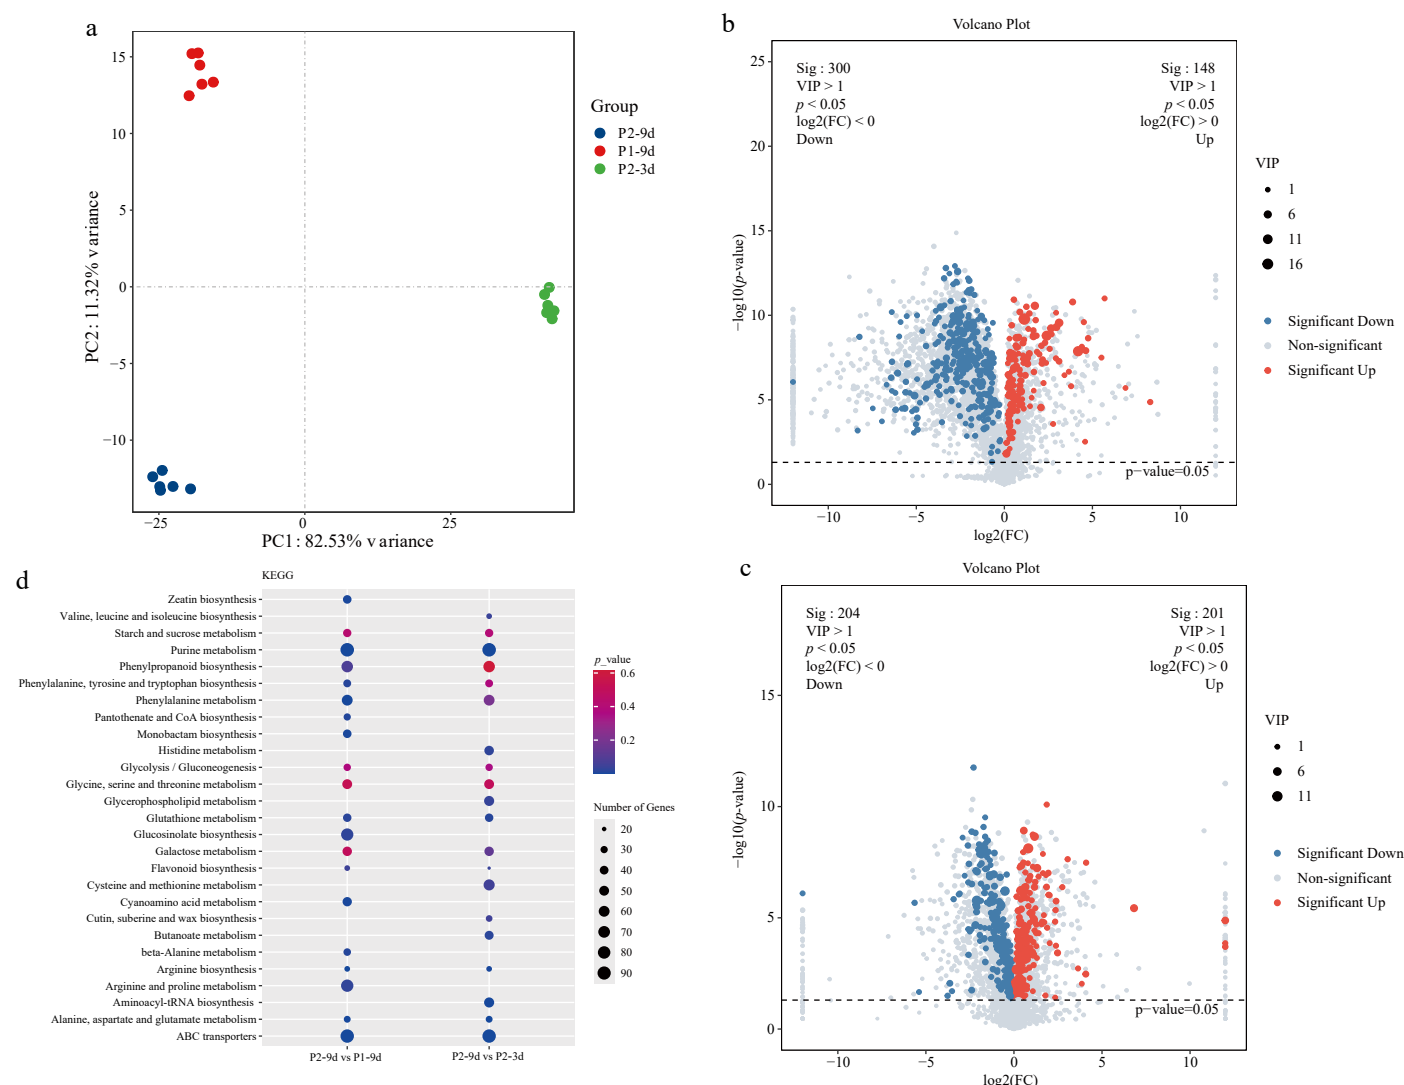 a
15
10
5
0
−5
−10
−25
0
25
PC2: 11.32% variance
PC1: 82.53% variance
Group
P2-9d
P1-9d
P2-3d
b
Volcano Plot
Sig : 300
VIP > 1
p < 0.05
log2(FC) < 0
Down
Sig : 148
VIP > 1
p < 0.05
log2(FC) > 0
Up
25
20
15
10
5
0
−log10(p-value)
p−value=0.05
−10
−5
0
5
10
log2(FC)
VIP
1
6
11
16
Significant Down
Non-significant
Significant Up
d
KEGG
Zeatin biosynthesis
Valine, leucine and isoleucine biosynthesis
Starch and sucrose metabolism
Purine metabolism
Phenylpropanoid biosynthesis
Phenylalanine, tyrosine and tryptophan biosynthesis
Phenylalanine metabolism
Pantothenate and CoA biosynthesis
Monobactam biosynthesis
Histidine metabolism
Glycolysis / Gluconeogenesis
Glycine, serine and threonine metabolism
Glycerophospholipid metabolism
Glutathione metabolism
Glucosinolate biosynthesis
Galactose metabolism
Flavonoid biosynthesis
Cysteine and methionine metabolism
Cyanoamino acid metabolism
Cutin, suberine and wax biosynthesis
Butanoate metabolism
beta-Alanine metabolism
Arginine biosynthesis
Arginine and proline metabolism
Aminoacyl-tRNA biosynthesis
Alanine, aspartate and glutamate metabolism
ABC transporters
P2-9d vs P1-9d
P2-9d vs P2-3d
p_value
0.6
0.4
0.2
Number of Genes
20
30
40
50
60
70
80
90
c
Volcano Plot
Sig : 204
VIP > 1
p < 0.05
log2(FC) < 0
Down
Sig : 201
VIP > 1
p < 0.05
log2(FC) > 0
Up
15
10
5
0
−log10(p-value)
p−value=0.05
−10
−5
0
5
10
log2(FC)
VIP
1
6
11
Significant Down
Non-significant
Significant Up